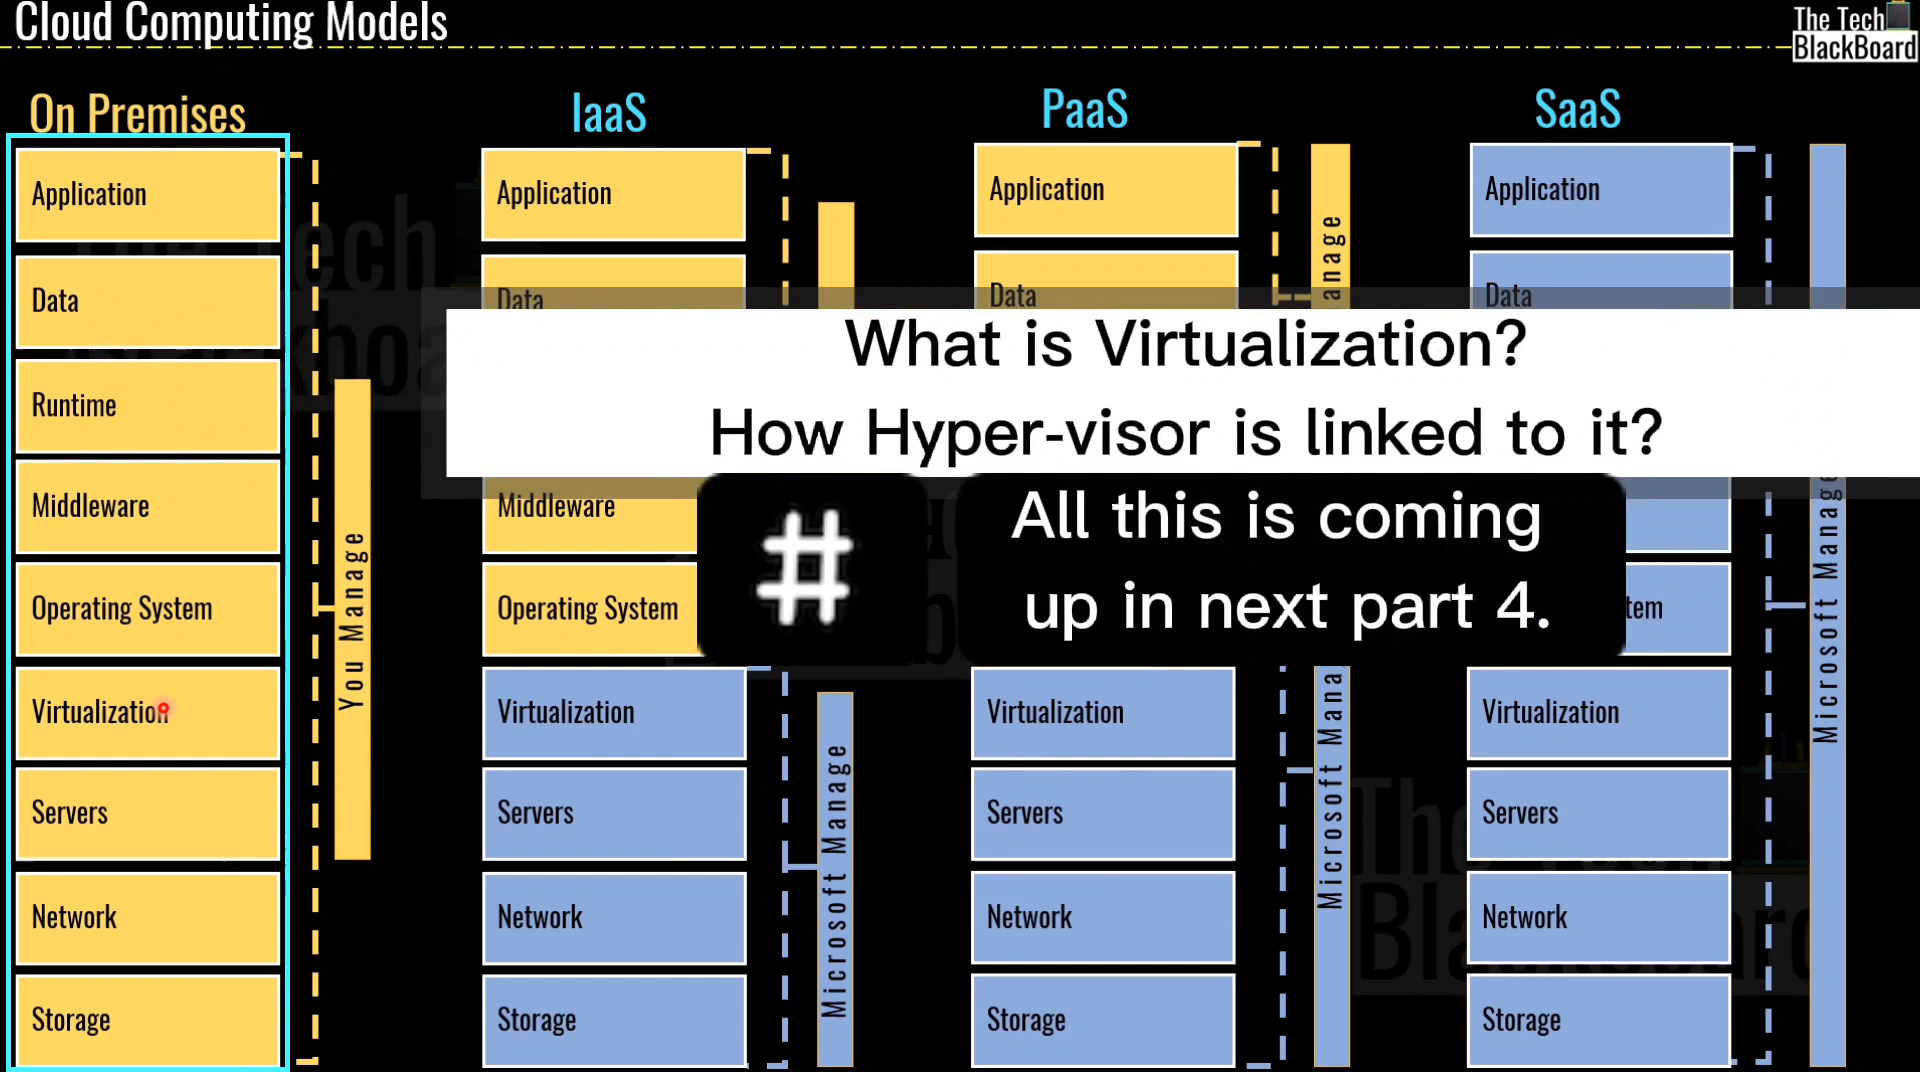 Cloud Computing Models
The Tech
BlackBoard
On Premises
Application
Data
Runtime
Middleware
Operating System
Virtualization
Servers
Network
Storage
You Manage
IaaS
Application
Data
Middleware
Operating System
Virtualization
Servers
Network
Storage
Microsoft Manage
PaaS
Application
Data
Virtualization
Servers
Network
Storage
anage
Microsoft Mana
SaaS
Application
Data
tem
Virtualization
Servers
Network
Storage
Microsoft Manage
What is Virtualization?
How Hyper-visor is linked to it?
#
All this is coming
up in next part 4.